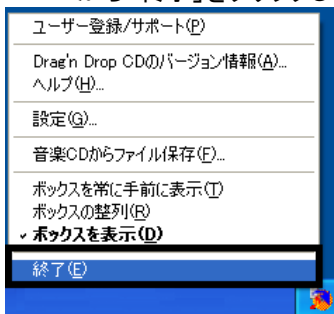 ユーザー登録/サポート(P)
Drag'n Drop CDのバージョン情報(A)...
ヘルプ(H)...
設定(G)...
音楽CDからファイル保存(F)...
ボックスを常に手前に表示(T)
ボックスの整列(R)
ボックスを表示(D)
終了(E)